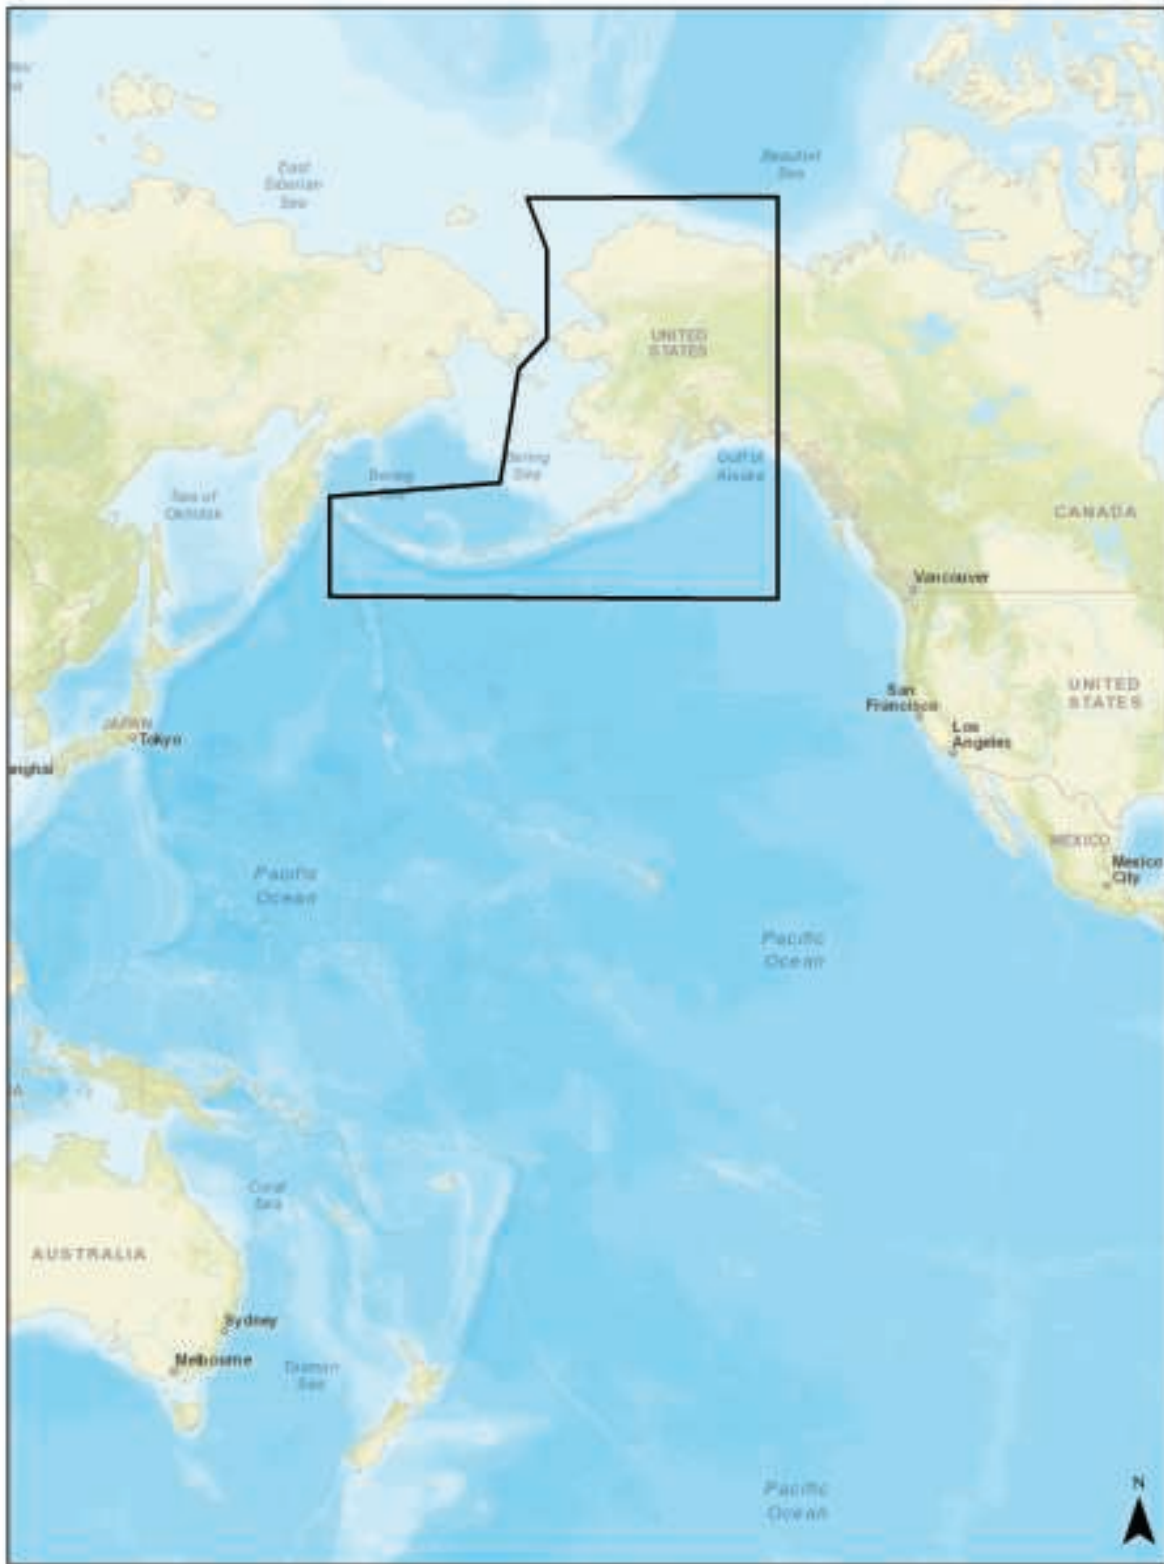 Beaufort
Sea
East
Siberian
Sea
UNITED
STATES
Bering
Sea
Bering
Gulf of
Alaska
Sea of
Okhotsk
CANADA
Vancouver
UNITED
STATES
San
Francisco
Los
Angeles
JAPAN
Tokyo
anghai
MEXICO
Mexico
City
Pacific
Ocean
Pacific
Ocean
Coral
Sea
AUSTRALIA
Sydney
Melbourne
Tasman
Sea
Pacific
Ocean
N